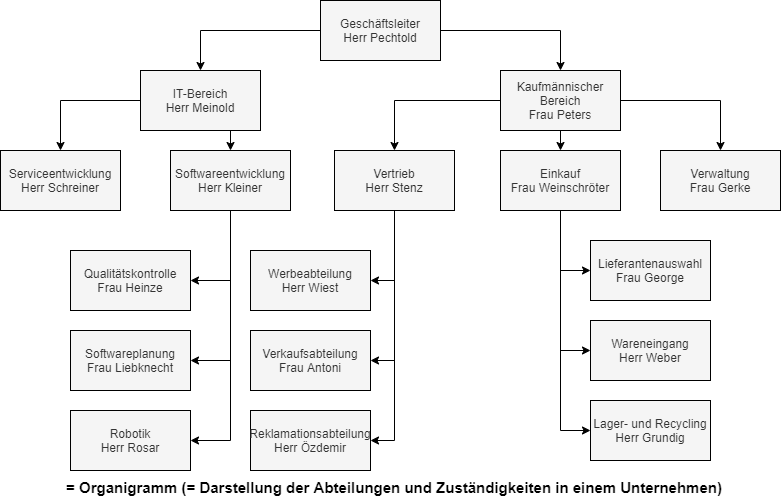 Geschäftsleiter
Herr Pechtold
IT-Bereich
Herr Meinold
Kaufmännischer
Bereich
Frau Peters
Serviceentwicklung
Herr Schreiner
Softwareentwicklung
Herr Kleiner
Vertrieb
Herr Stenz
Einkauf
Frau Weinschröter
Verwaltung
Frau Gerke
Qualitätskontrolle
Frau Heinze
Werbeabteilung
Herr Wiest
Lieferantenauswahl
Frau George
Softwareplanung
Frau Liebknecht
Verkaufsabteilung
Frau Antoni
Wareneingang
Herr Weber
Robotik
Herr Rosar
Reklamationsabteilung
Herr Özdemir
Lager- und Recycling
Herr Grundig
= Organigramm (= Darstellung der Abteilungen und Zuständigkeiten in einem Unternehmen)